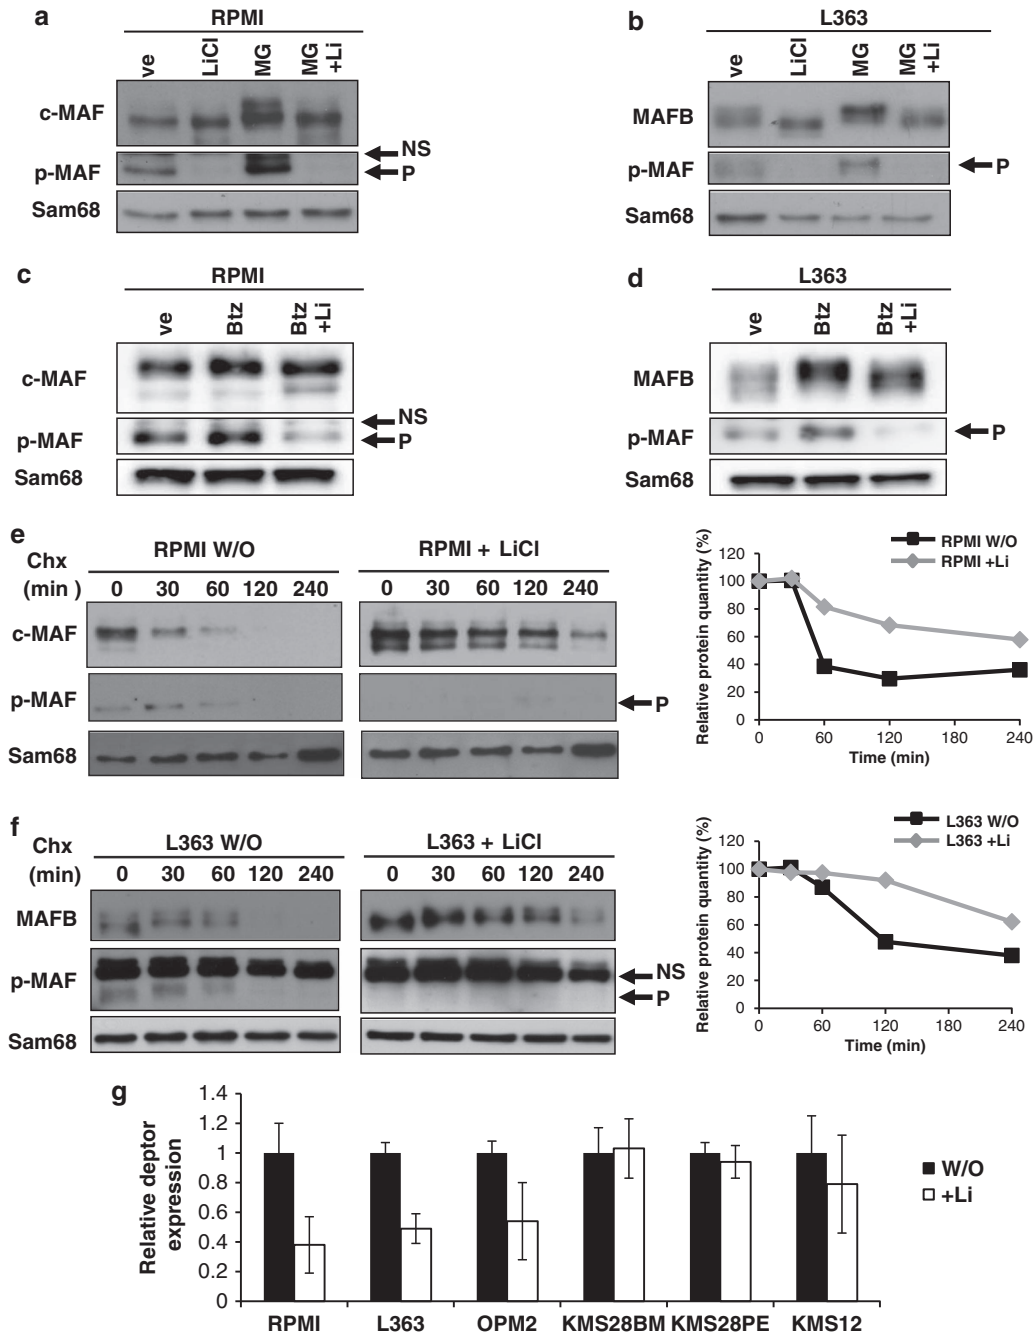 a
RPMI
ve LiCl MG MG +Li
c-MAF
NS
p-MAF
P
Sam68
b
L363
ve LiCl MG MG +Li
MAFB
p-MAF
P
Sam68
c
RPMI
ve Btz Btz +Li
c-MAF
NS
p-MAF
P
Sam68
d
L363
ve Btz Btz +Li
MAFB
p-MAF
P
Sam68
e
Chx
(min )
RPMI W/O
0 30 60 120 240
RPMI + LiCl
0 30 60 120 240
c-MAF
p-MAF
P
Sam68
Relative protein quantity (%)
120
100
80
60
40
20
0
0 60 120 180 240
Time (min)
RPMI W/O
RPMI +Li
f
Chx
(min)
L363 W/O
0 30 60 120 240
L363 + LiCl
0 30 60 120 240
MAFB
p-MAF
NS
P
Sam68
Relative protein quantity (%)
120
100
80
60
40
20
0
0 60 120 180 240
Time (min)
L363 W/O
L363 +Li
g
Relative deptor
expression
1.4
1.2
1
0.8
0.6
0.4
0.2
0
RPMI L363 OPM2 KMS28BM KMS28PE KMS12
W/O
+Li